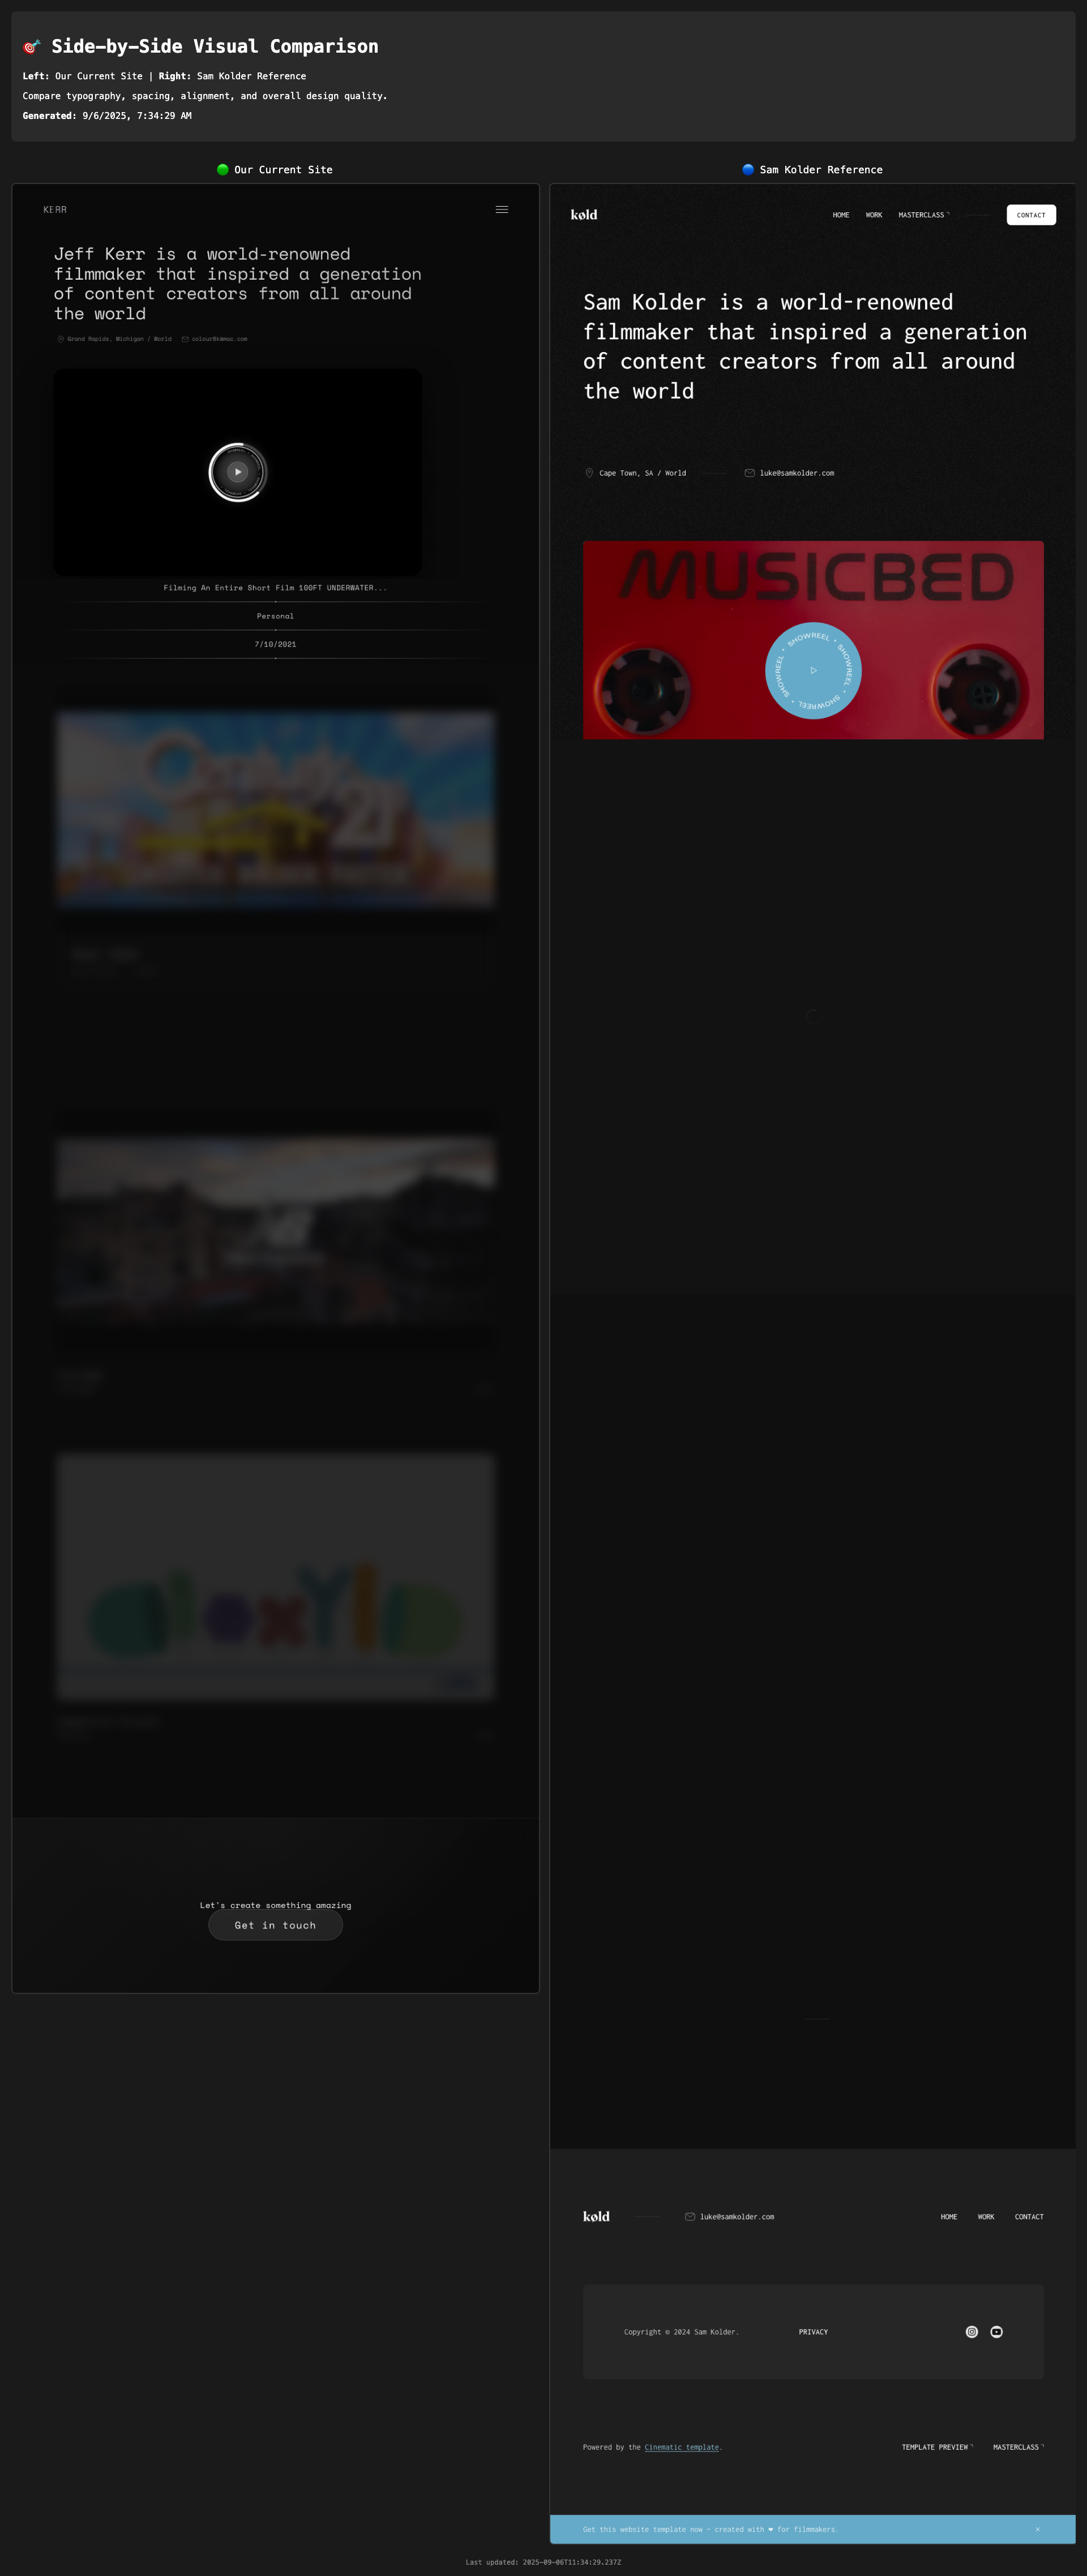 🎯 Side-by-Side Visual Comparison
Left: Our Current Site | Right: Sam Kolder Reference
Compare typography, spacing, alignment, and overall design quality.
Generated: 9/6/2025, 7:34:29 AM
🟢 Our Current Site
KERR
Jeff Kerr is a world-renowned
filmmaker that inspired a generation
of content creators from all around
the world
Grand Rapids, Michigan / World
Filming An Entire Short Film 100FT UNDERWATER...
Personal
7/10/2021
Century
21
Let's create something amazing
Get in touch
🔵 Sam Kolder Reference
køld
HOME WORK MASTERCLASS
CONTACT
Sam Kolder is a world-renowned
filmmaker that inspired a generation
of content creators from all around
the world
Cape Town, SA / World
luke@samkolder.com
MUSICBED
SHOWREEL • SHOWREEL • SHOWREEL • SHOWREEL •
køld
luke@samkolder.com
HOME WORK CONTACT
Copyright © 2024 Sam Kolder.
PRIVACY
Powered by the Cinematic template.
TEMPLATE PREVIEW
MASTERCLASS
Get this website template now - created with ❤ for filmmakers.
×
Last updated: 2025-09-06T11:34:29.237Z